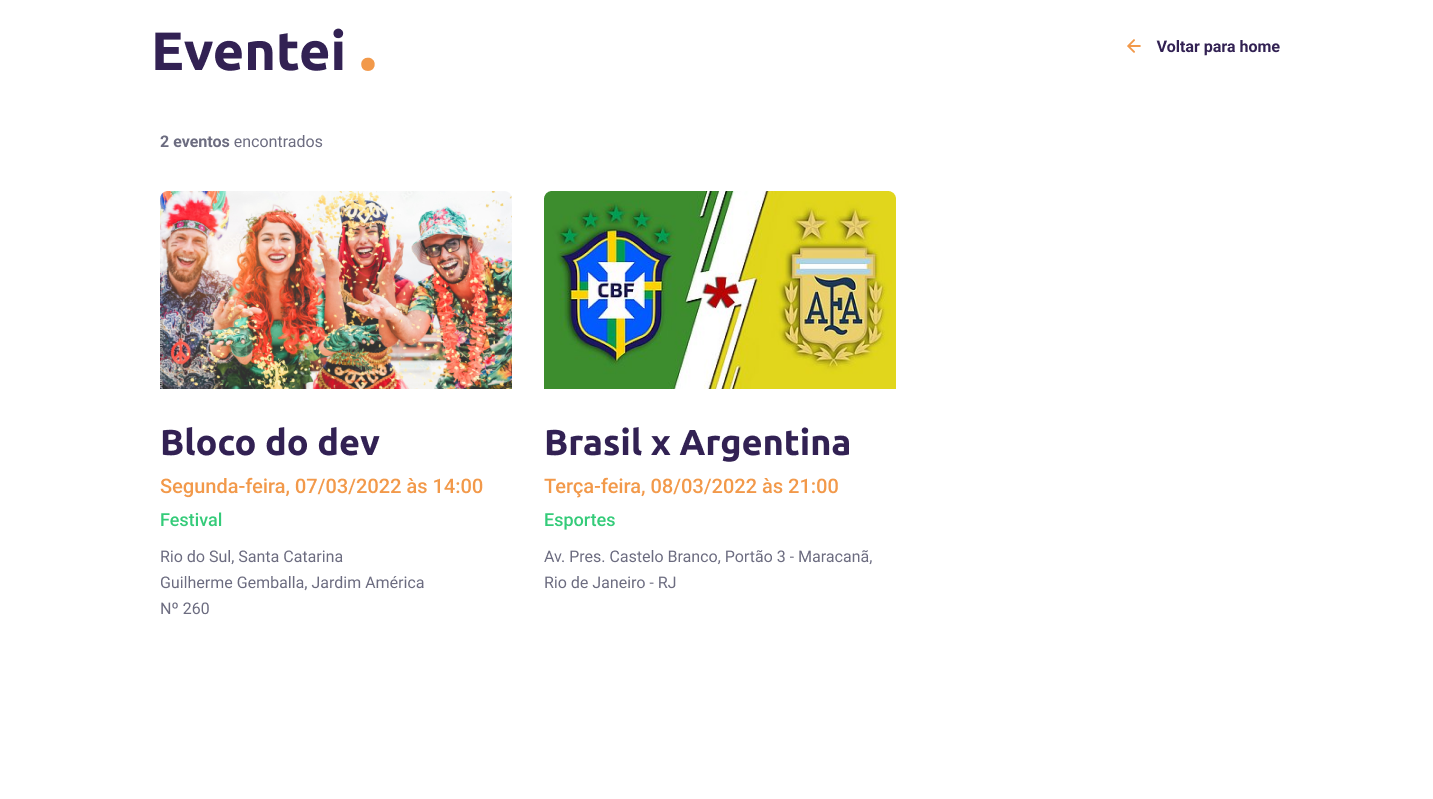 Eventei .
← Voltar para home
2 eventos encontrados
CBF
AFA
Bloco do dev
Segunda-feira, 07/03/2022 às 14:00
Festival
Rio do Sul, Santa Catarina
Guilherme Gemballa, Jardim América
Nº 260
Brasil x Argentina
Terça-feira, 08/03/2022 às 21:00
Esportes
Av. Pres. Castelo Branco, Portão 3 - Maracanã,
Rio de Janeiro - RJ